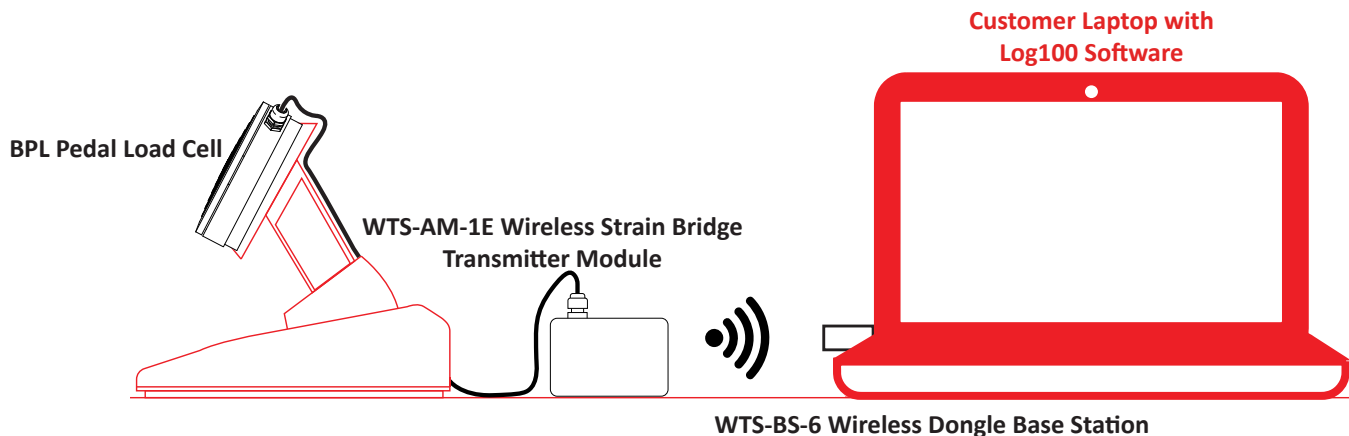 Customer Laptop with
Log100 Software
BPL Pedal Load Cell
WTS-AM-1E Wireless Strain Bridge
Transmitter Module
WTS-BS-6 Wireless Dongle Base Station